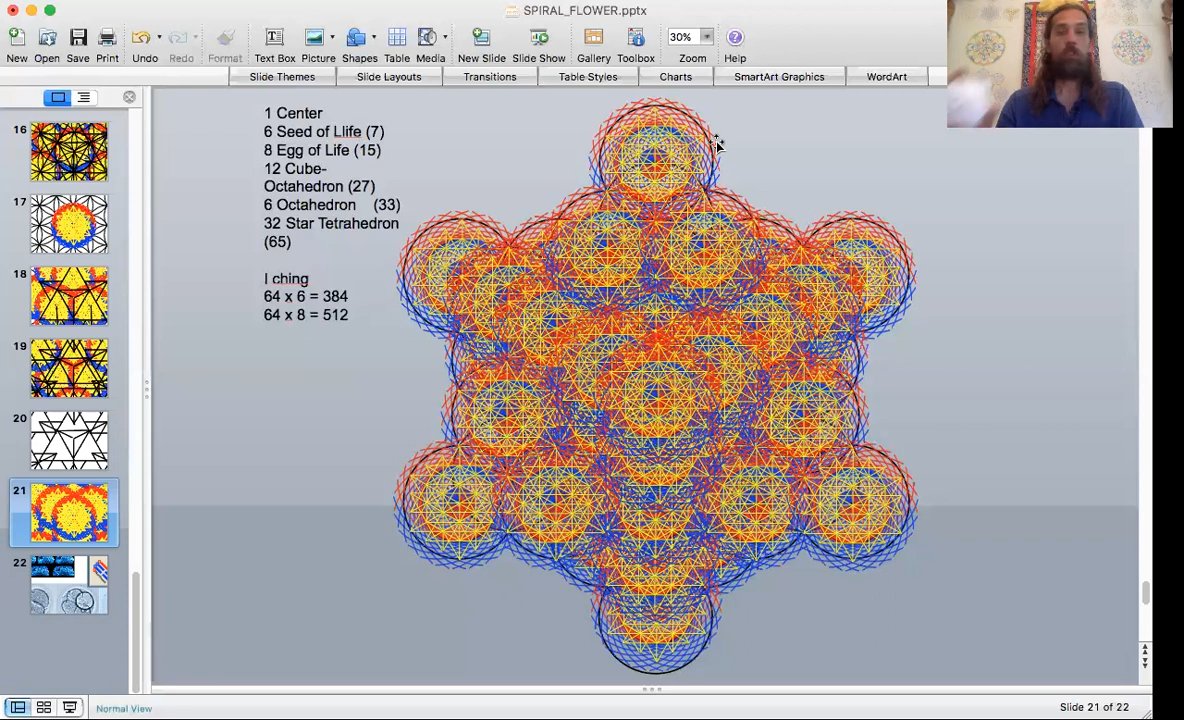 SPIRAL_FLOWER.pptx
New Open Save Print Undo Redo Format Text Box Picture Shapes Table Media New Slide Slide Show Gallery Toolbox 30% Zoom Help
Slide Themes Slide Layouts Transitions Table Styles Charts SmartArt Graphics WordArt
16
17
18
19
20
21
22
1 Center
6 Seed of Llife (7)
8 Egg of Life (15)
12 Cube-
Octahedron (27)
6 Octahedron (33)
32 Star Tetrahedron
(65)
I ching
64 x 6 = 384
64 x 8 = 512
Normal View
Slide 21 of 22